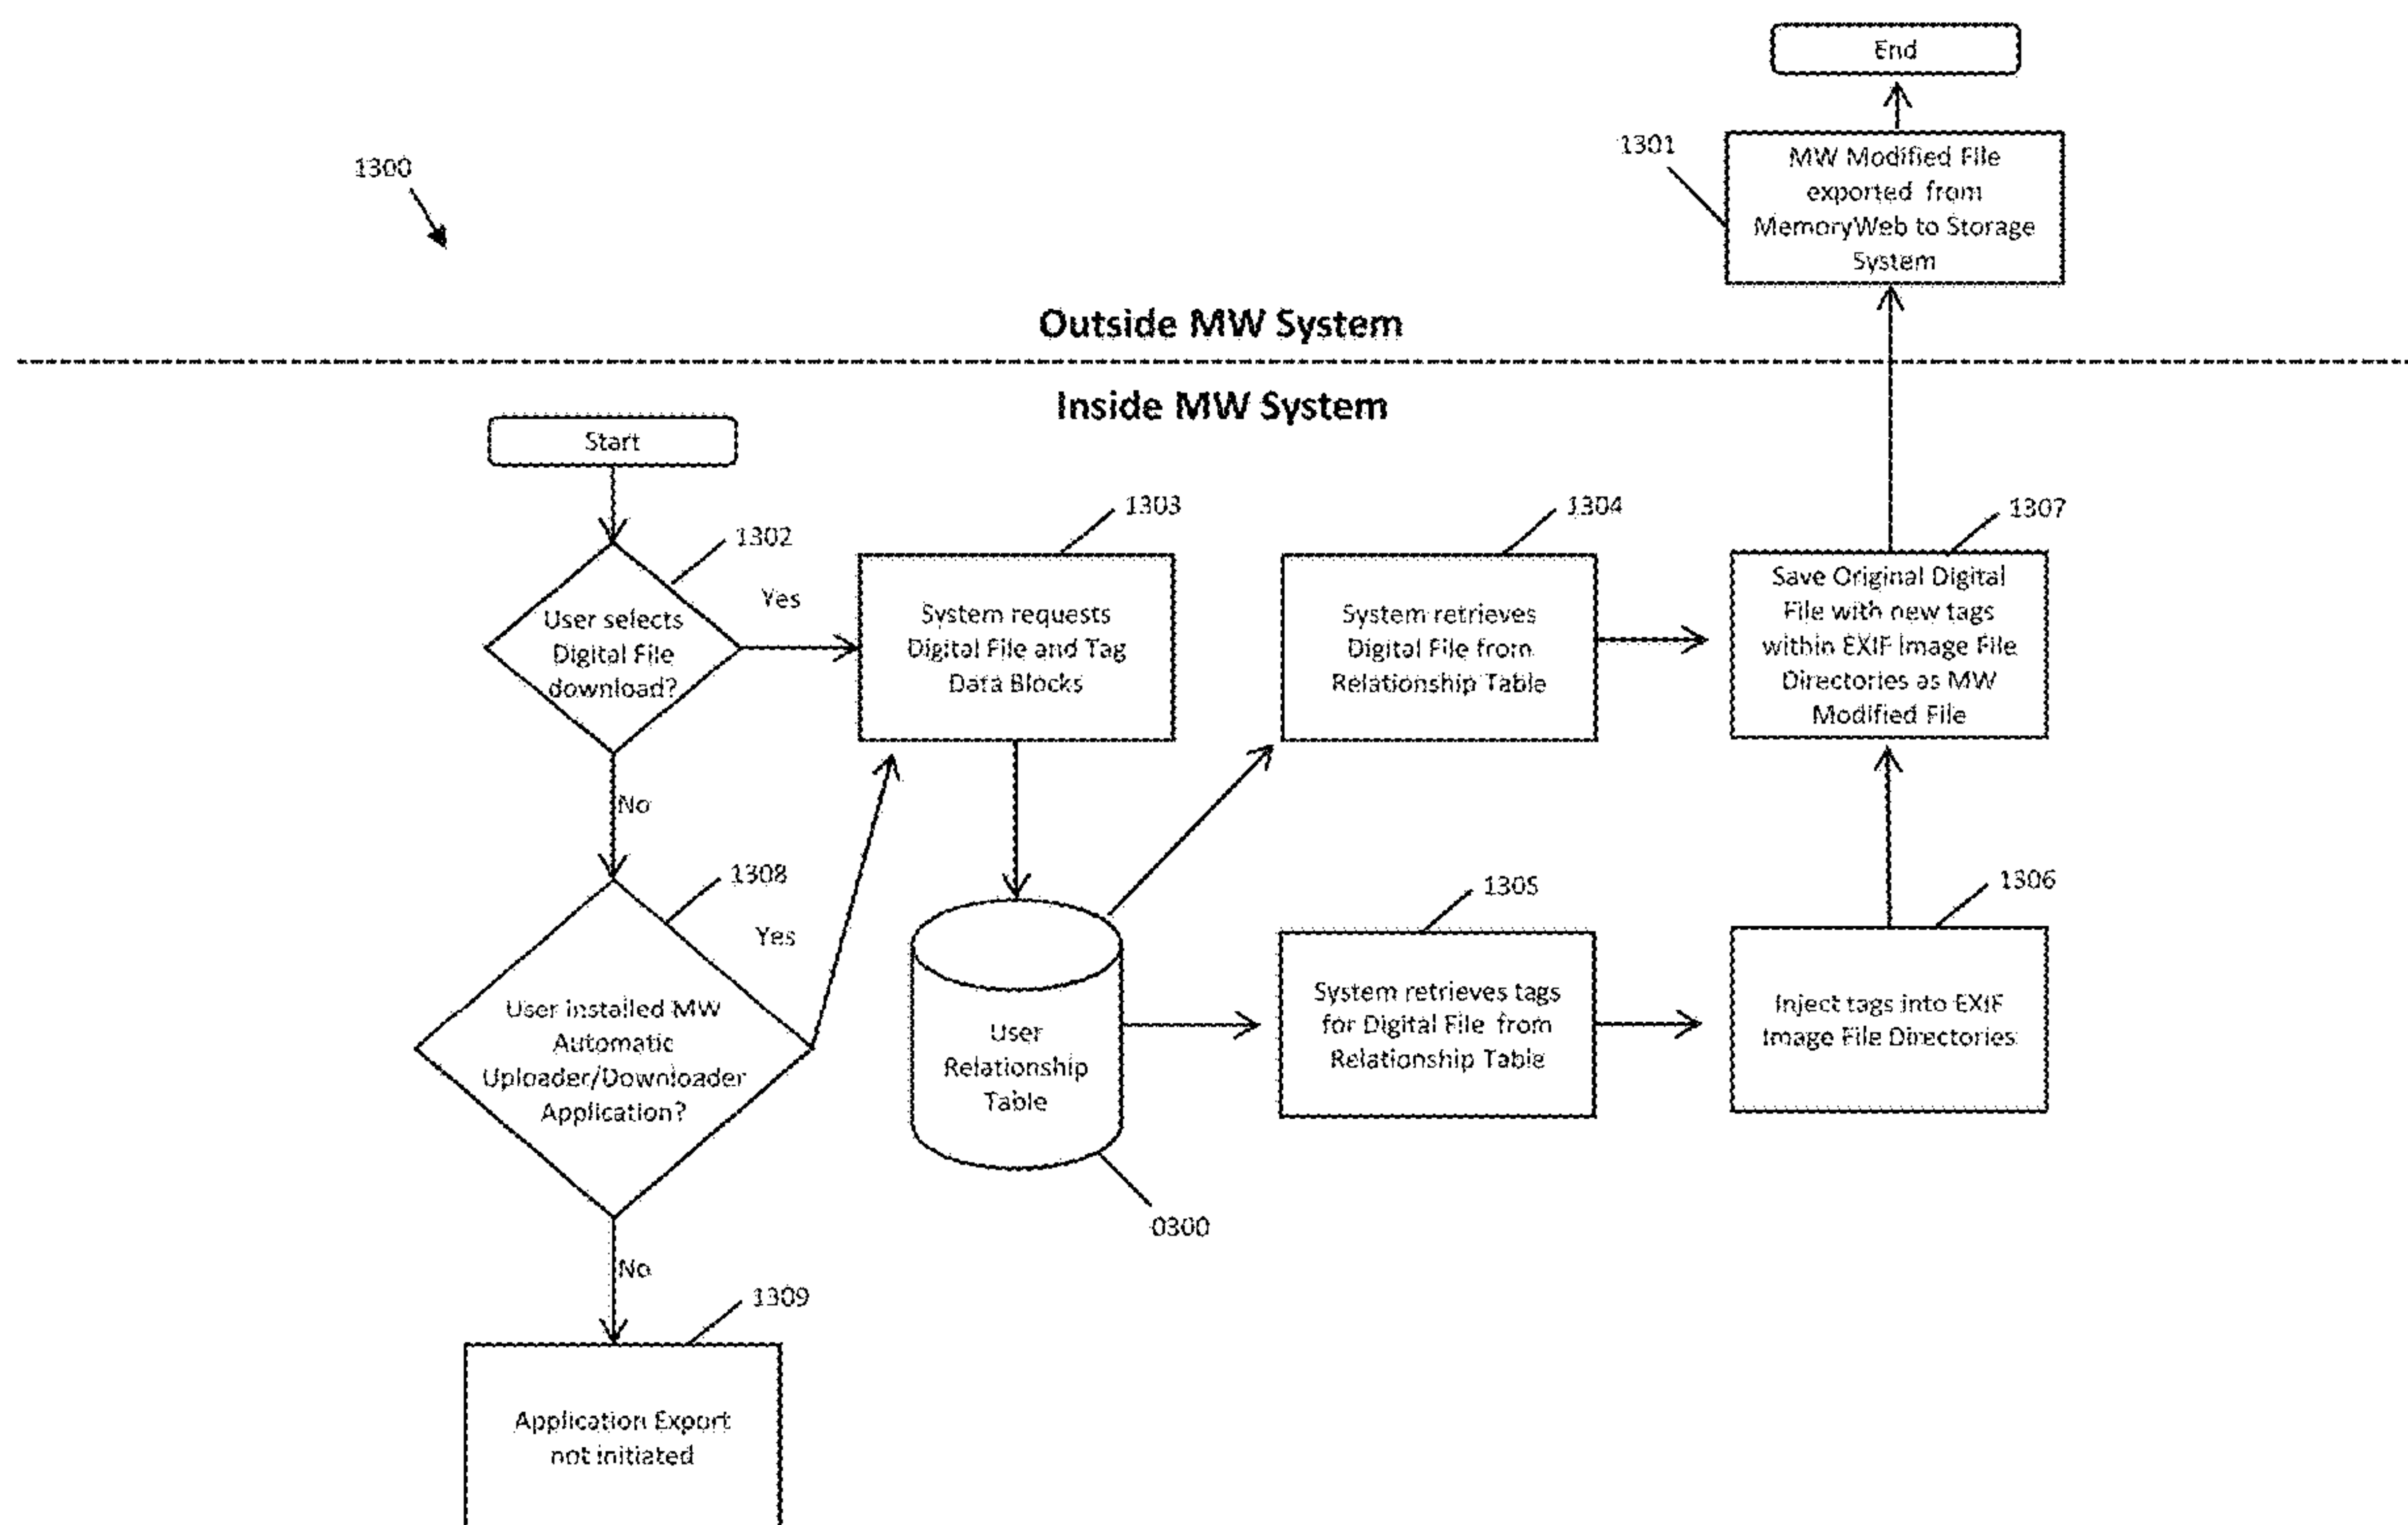 End
1301
MW Modified File
exported from
MemoryWeb to Storage
System
1300
Outside MW System
Inside MW System
Start
1302
User selects
Digital File
download?
Yes
No
1303
System requests
Digital File and Tag
Data Blocks
1304
System retrieves
Digital File from
Relationship Table
1307
Save Original Digital
File with new tags
within EXIF Image File
Directories as MW
Modified File
1308
User installed MW
Automatic
Uploader/Downloader
Application?
Yes
No
User
Relationship
Table
0300
1305
System retrieves tags
for Digital File from
Relationship Table
1306
Inject tags into EXIF
Image File Directories
1309
Application Export
not initiated